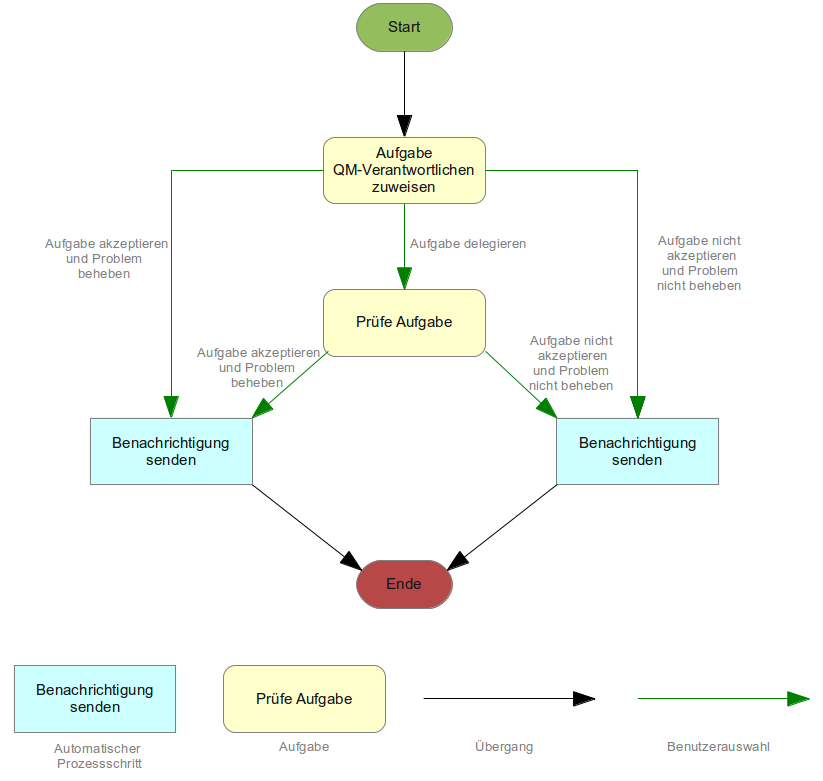 Start
Aufgabe
QM-Verantwortlichen
zuweisen
Aufgabe akzeptieren
und Problem
beheben
Aufgabe delegieren
Aufgabe nicht
akzeptieren
und Problem
nicht beheben
Prüfe Aufgabe
Aufgabe akzeptieren
und Problem
beheben
Aufgabe nicht
akzeptieren
und Problem
nicht beheben
Benachrichtigung
senden
Benachrichtigung
senden
Ende
Benachrichtigung
senden
Prüfe Aufgabe
Automatischer
Prozessschritt
Aufgabe
Übergang
Benutzerauswahl